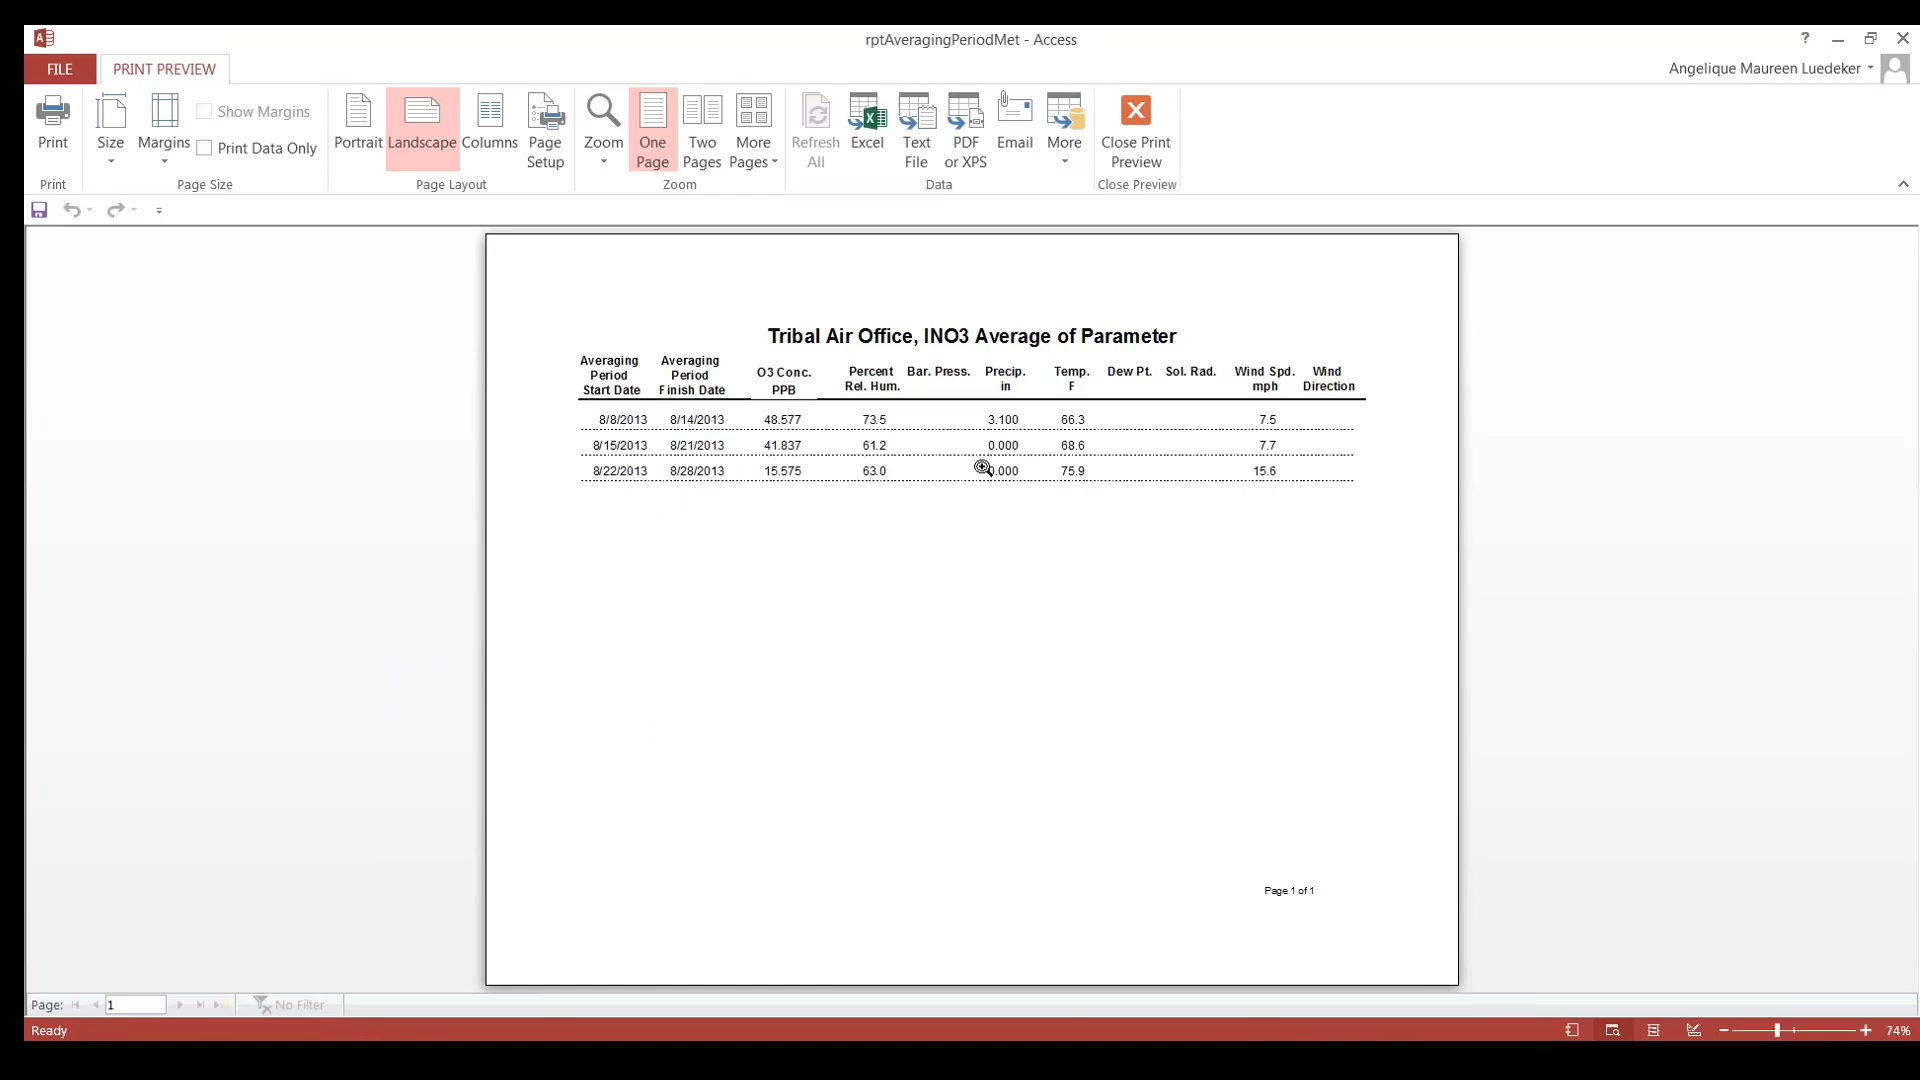 rptAveragingPeriodMet - Access
?
FILE
PRINT PREVIEW
Angelique Maureen Luedeker
Print
Size
Margins
Show Margins
Print Data Only
Portrait
Landscape
Columns
Page Setup
Zoom
One Page
Two Pages
More Pages
Refresh All
Excel
Text File
PDF or XPS
Email
More
Close Print Preview
Print
Page Size
Page Layout
Zoom
Data
Close Preview
Tribal Air Office, INO3 Average of Parameter
Averaging Period Start Date
Averaging Period Finish Date
O3 Conc. PPB
Percent Rel. Hum.
Bar. Press.
Precip. in
Temp. F
Dew Pt.
Sol. Rad.
Wind Spd. mph
Wind Direction
8/8/2013 8/14/2013 48.577 73.5 3.100 66.3 7.5
8/15/2013 8/21/2013 41.837 61.2 0.000 68.6 7.7
8/22/2013 8/28/2013 15.575 63.0 .000 75.9 15.6
Page 1 of 1
Page: 1 No Filter
Ready
74%